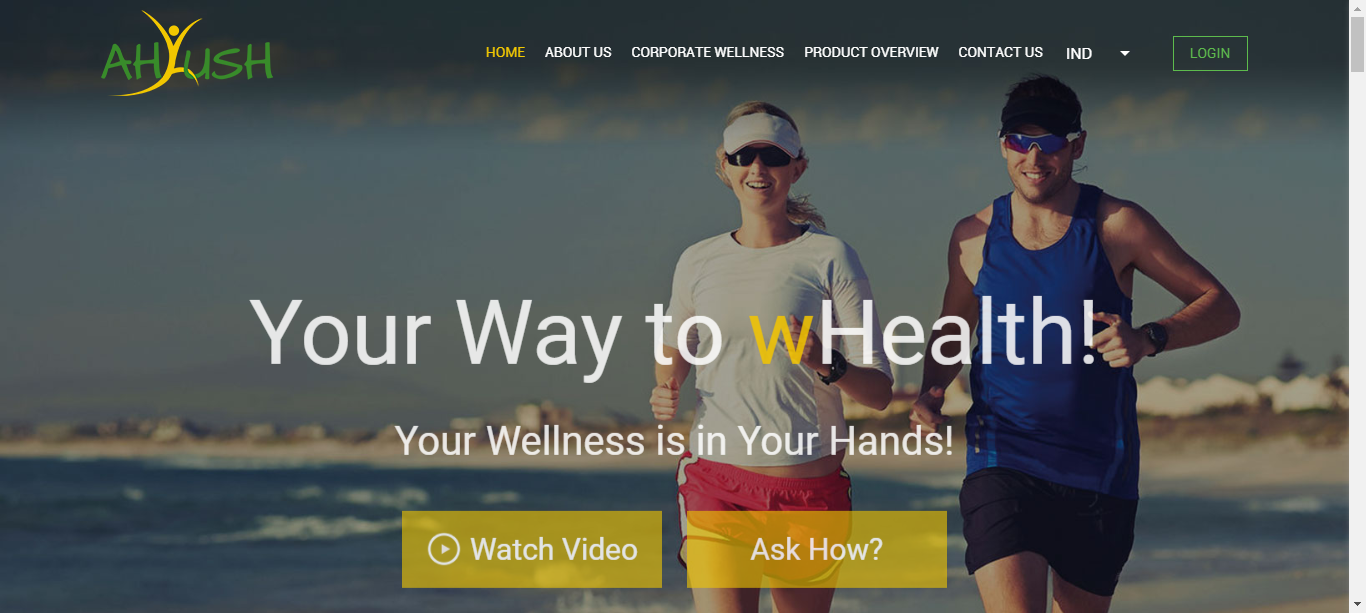 AHYUSH
HOME ABOUT US CORPORATE WELLNESS PRODUCT OVERVIEW CONTACT US IND LOGIN
Your Way to wHealth!
Your Wellness is in Your Hands!
Watch Video Ask How?